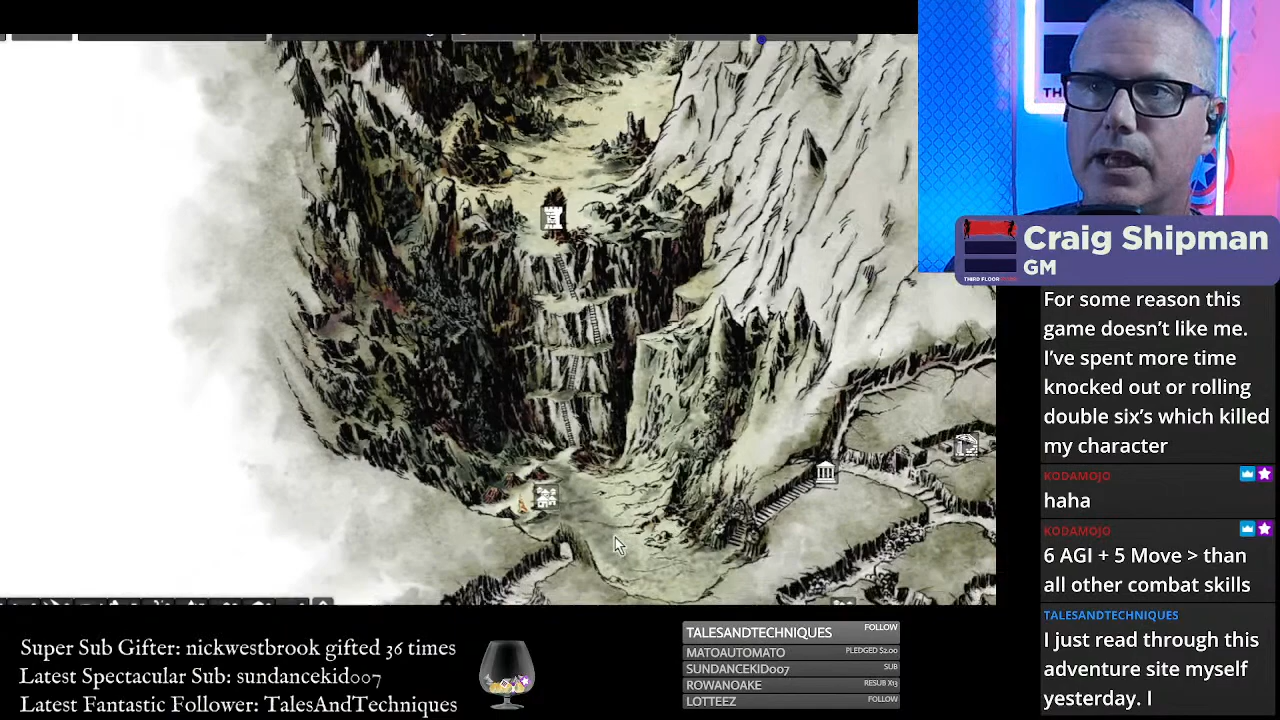 TH
Craig Shipman
GM
THIRD FLOOR
For some reason this
game doesn't like me.
I've spent more time
knocked out or rolling
double six's which killed
my character
KODAMOJO
haha
KODAMOJO
6 AGI + 5 Move > than
all other combat skills
TALESANDTECHNIQUES
I just read through this
adventure site myself
yesterday. I
Super Sub Gifter: nickwestbrook gifted 36 times
Latest Spectacular Sub: sundancekid007
Latest Fantastic Follower: TalesAndTechniques
TALESANDTECHNIQUES FOLLOW
MATOAUTOMATO PLEDGED $2.00
SUNDANCEKID007 SUB
ROWANOAKE RESUB X13
LOTTEEZ FOLLOW